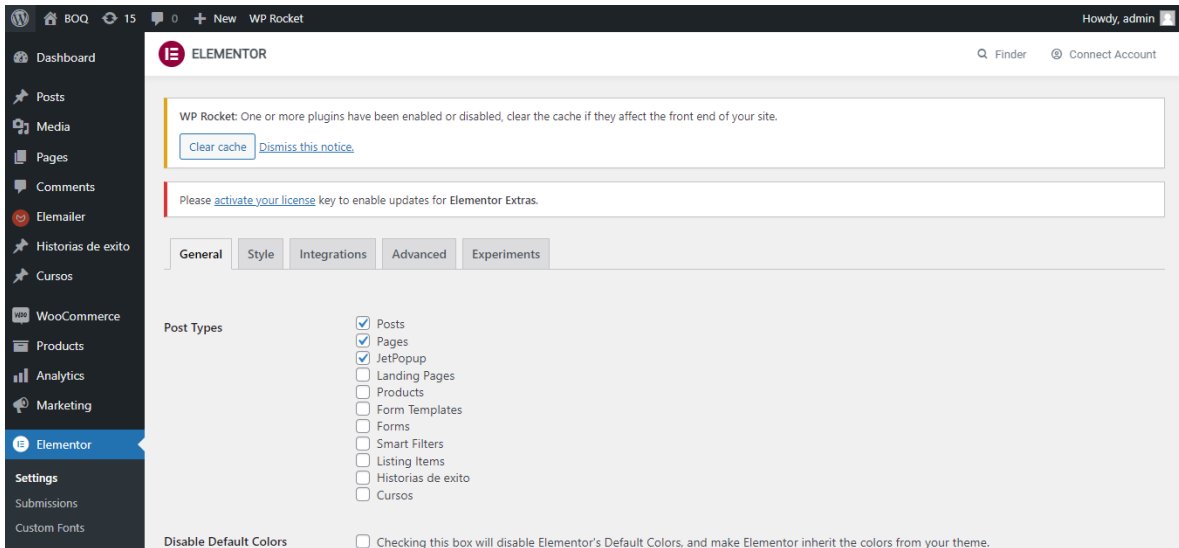 BOQ 15 0 New WP Rocket Howdy, admin
Dashboard
Posts
Media
Pages
Comments
Elemailer
Historias de exito
Cursos
WooCommerce
Products
Analytics
Marketing
Elementor
Settings
Submissions
Custom Fonts
ELEMENTOR Finder Connect Account
WP Rocket: One or more plugins have been enabled or disabled, clear the cache if they affect the front end of your site.
Clear cache Dismiss this notice.
Please activate your license key to enable updates for Elementor Extras.
General Style Integrations Advanced Experiments
Post Types
Posts
Pages
JetPopup
Landing Pages
Products
Form Templates
Forms
Smart Filters
Listing Items
Historias de exito
Cursos
Disable Default Colors Checking this box will disable Elementor's Default Colors, and make Elementor inherit the colors from your theme.